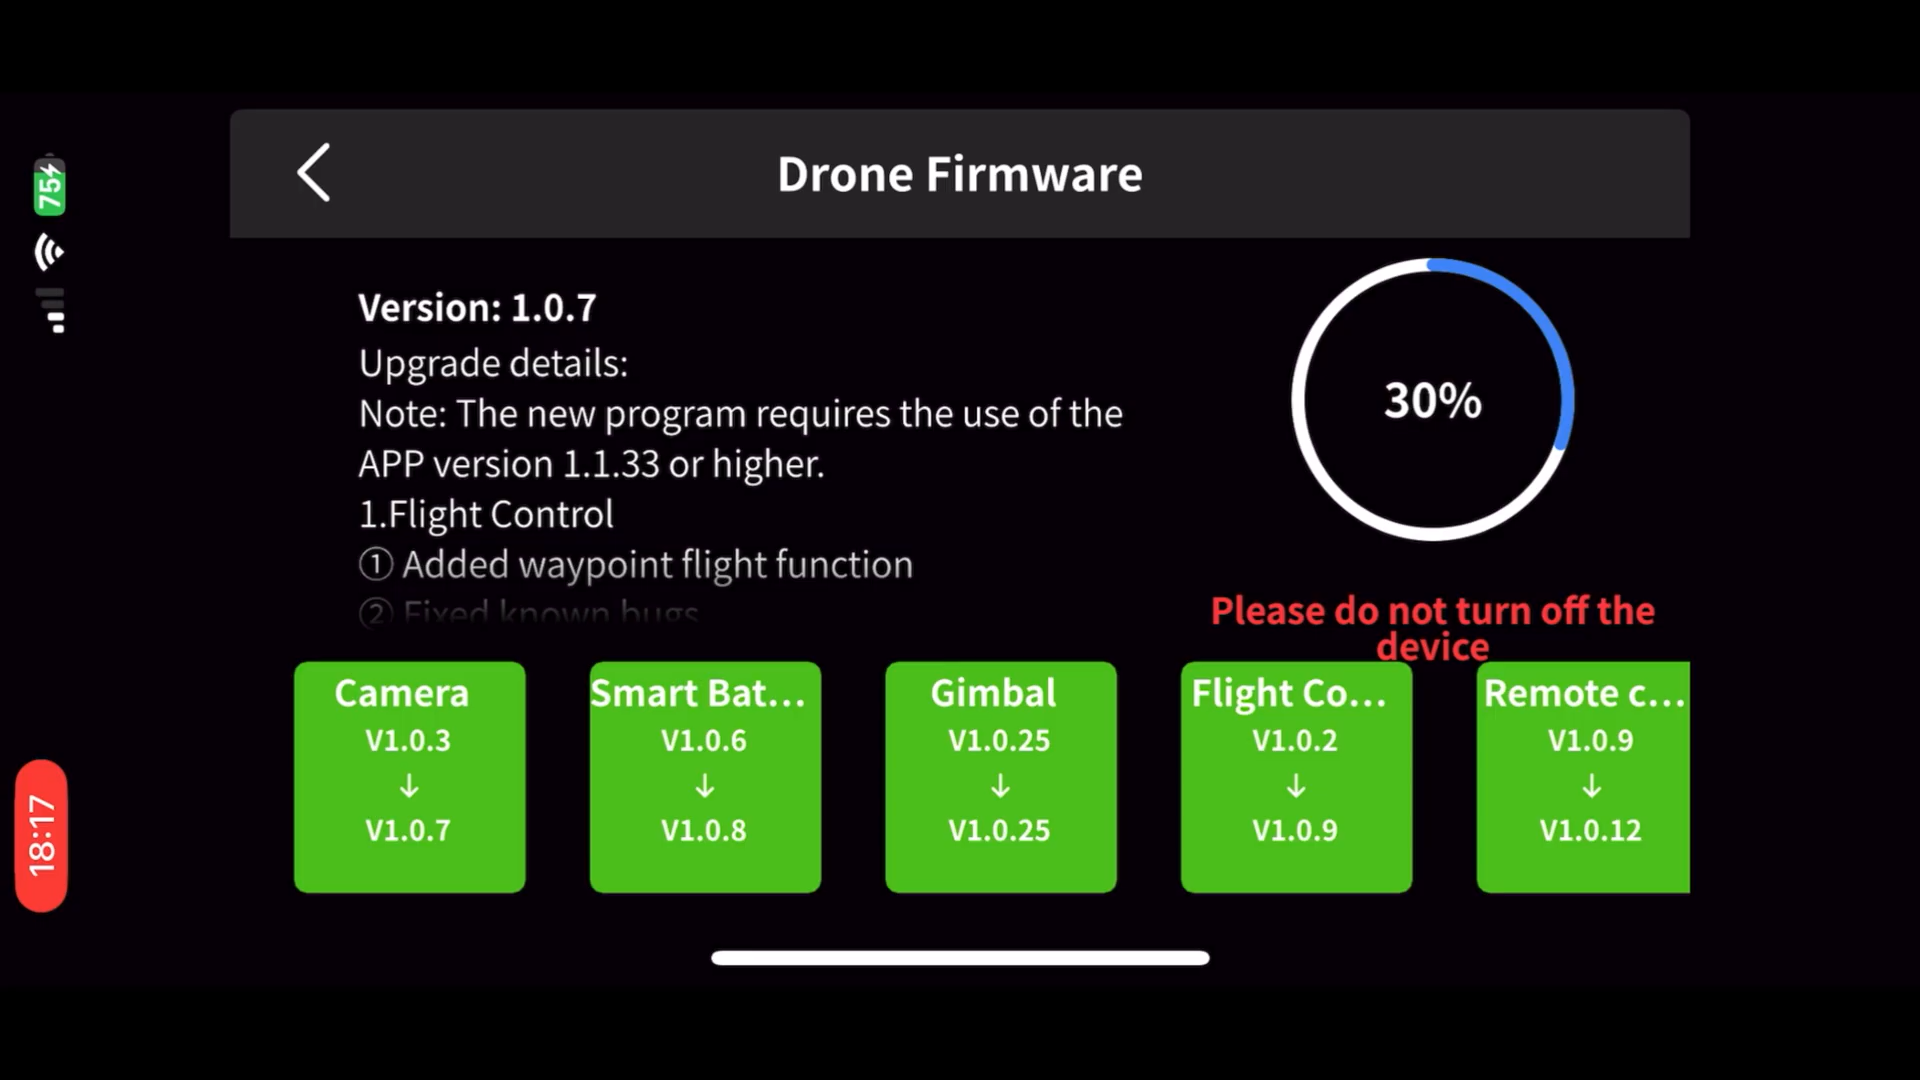 Drone Firmware
75
Version: 1.0.7
Upgrade details:
Note: The new program requires the use of the
APP version 1.1.33 or higher.
1.Flight Control
① Added waypoint flight function
② Fixed known bugs
30%
Please do not turn off the
device
Camera
V1.0.3
↓
V1.0.7
Smart Bat...
V1.0.6
↓
V1.0.8
Gimbal
V1.0.25
↓
V1.0.25
Flight Co...
V1.0.2
↓
V1.0.9
Remote c...
V1.0.9
↓
V1.0.12
18:17